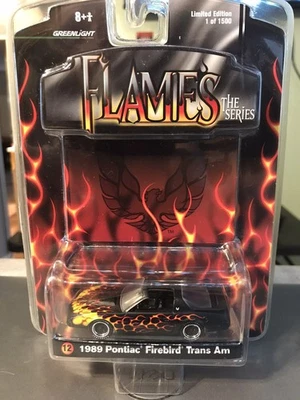 8+
GREENLIGHT
Limited Edition
1 of 1500
FLAMES
THE
SERIES
12 1989 Pontiac Firebird Trans Am